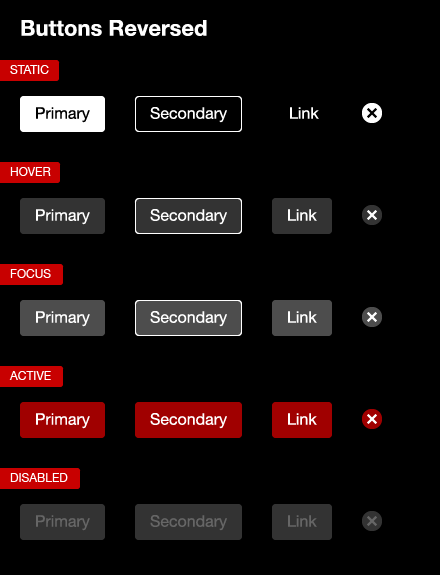 Buttons Reversed
STATIC
Primary Secondary Link
HOVER
Primary Secondary Link
FOCUS
Primary Secondary Link
ACTIVE
Primary Secondary Link
DISABLED
Primary Secondary Link